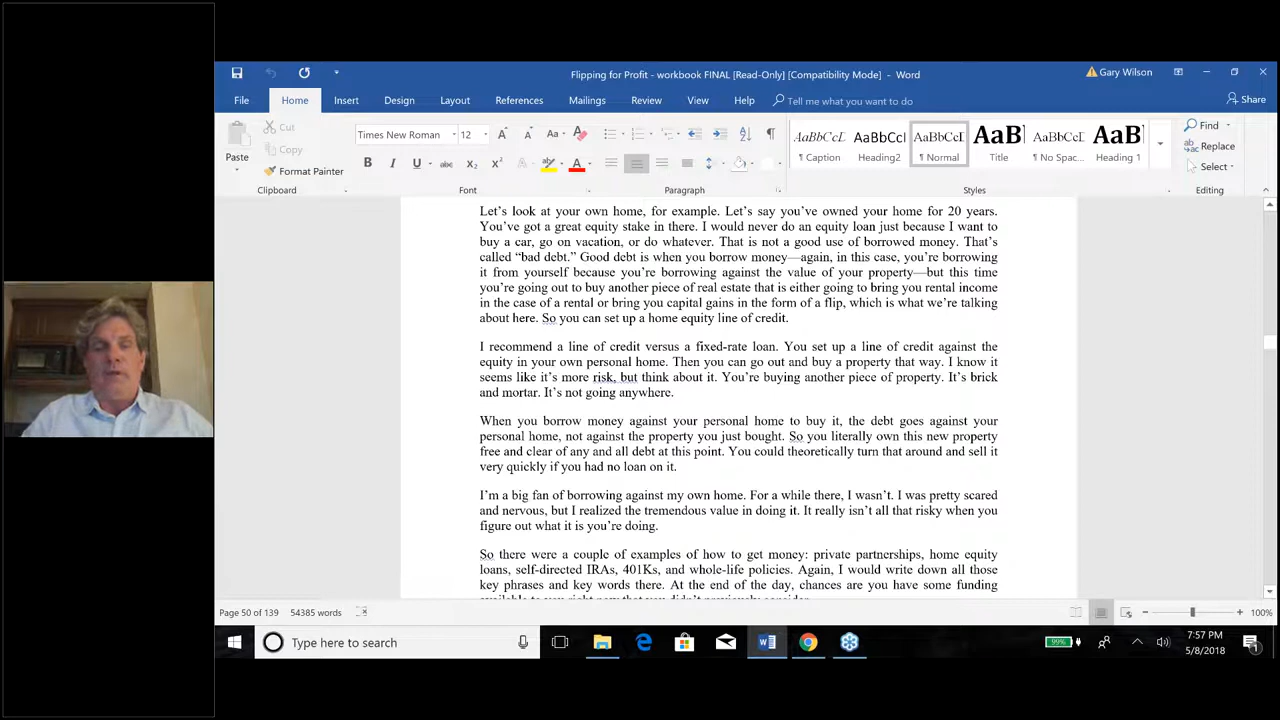 Flipping for Profit - workbook FINAL [Read-Only] [Compatibility Mode] - Word
Gary Wilson
File Home Insert Design Layout References Mailings Review View Help Tell me what you want to do
Share
Paste
Cut
Copy
Format Painter
Clipboard
Times New Roman 12
Font
Paragraph
AaBbCcI AaBbCcI AaBbCcI AaB AaBbCcI AaB
Caption Heading2 ¶ Normal Title ¶ No Spac... Heading 1
Styles
Find
Replace
Select
Editing
Let’s look at your own home, for example. Let’s say you’ve owned your home for 20 years.
You’ve got a great equity stake in there. I would never do an equity loan just because I want to
buy a car, go on vacation, or do whatever. That is not a good use of borrowed money. That’s
called “bad debt.” Good debt is when you borrow money—again, in this case, you’re borrowing
it from yourself because you’re borrowing against the value of your property—but this time
you’re going out to buy another piece of real estate that is either going to bring you rental income
in the case of a rental or bring you capital gains in the form of a flip, which is what we’re talking
about here. So you can set up a home equity line of credit.
I recommend a line of credit versus a fixed-rate loan. You set up a line of credit against the
equity in your own personal home. Then you can go out and buy a property that way. I know it
seems like it’s more risk, but think about it. You’re buying another piece of property. It’s brick
and mortar. It’s not going anywhere.
When you borrow money against your personal home to buy it, the debt goes against your
personal home, not against the property you just bought. So you literally own this new property
free and clear of any and all debt at this point. You could theoretically turn that around and sell it
very quickly if you had no loan on it.
I’m a big fan of borrowing against my own home. For a while there, I wasn’t. I was pretty scared
and nervous, but I realized the tremendous value in doing it. It really isn’t all that risky when you
figure out what it is you’re doing.
So there were a couple of examples of how to get money: private partnerships, home equity
loans, self-directed IRAs, 401Ks, and whole-life policies. Again, I would write down all those
key phrases and key words there. At the end of the day, chances are you have some funding
available to you right now that you didn’t previously consider.
Page 50 of 139 54385 words
100%
Type here to search
99%
7:57 PM
5/8/2018